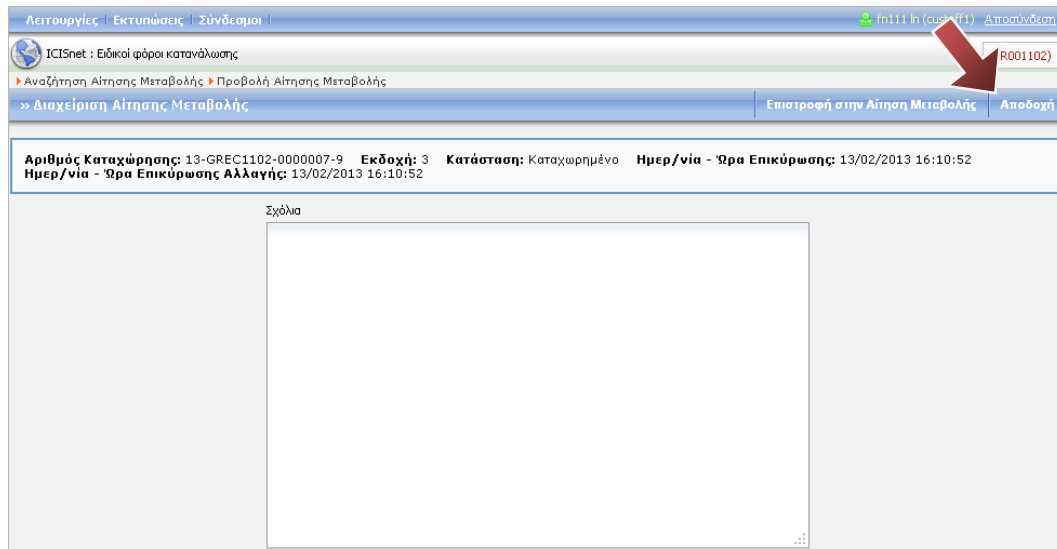 Λειτουργίες Εκτυπώσεις Σύνδεσμοι fn111 ln (custoff1) Αποσύνδεση
ICISnet : Ειδικοί φόροι κατανάλωσης R001102)
Αναζήτηση Αίτησης Μεταβολής Προβολή Αίτησης Μεταβολής
» Διαχείριση Αίτησης Μεταβολής Επιστροφή στην Αίτηση Μεταβολής Αποδοχή
Αριθμός Καταχώρησης: 13-GREC1102-0000007-9 Εκδοχή: 3 Κατάσταση: Καταχωρημένο Ημερ/νία - Ώρα Επικύρωσης: 13/02/2013 16:10:52
Ημερ/νία - Ώρα Επικύρωσης Αλλαγής: 13/02/2013 16:10:52
Σχόλια